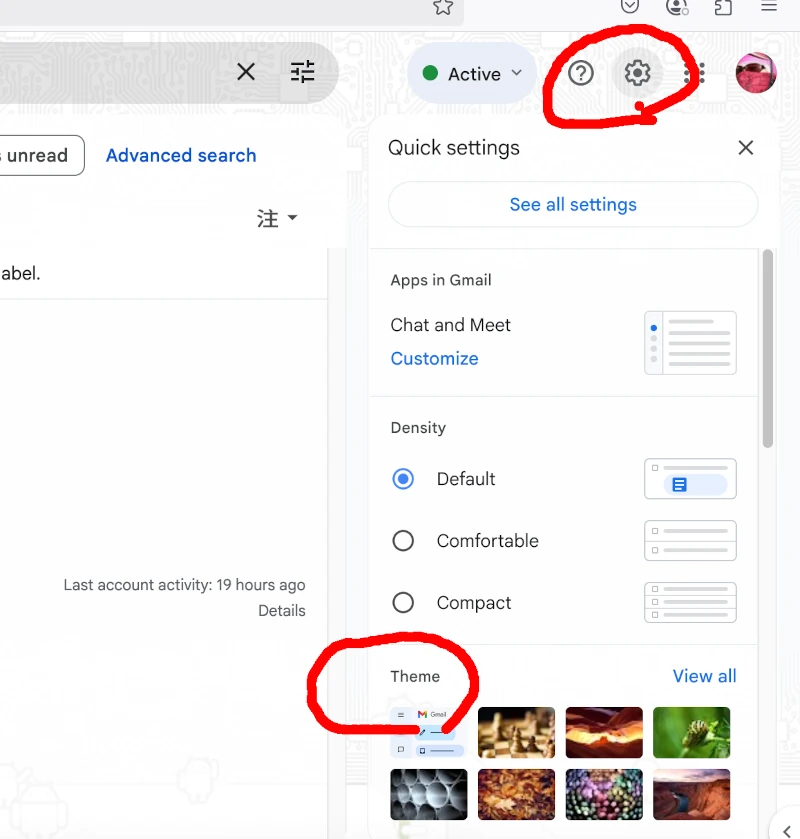 Active
s unread
Advanced search
Quick settings
See all settings
注
abel.
Apps in Gmail
Chat and Meet
Customize
Density
Default
Comfortable
Compact
Last account activity: 19 hours ago
Details
Theme
View all
Gmail